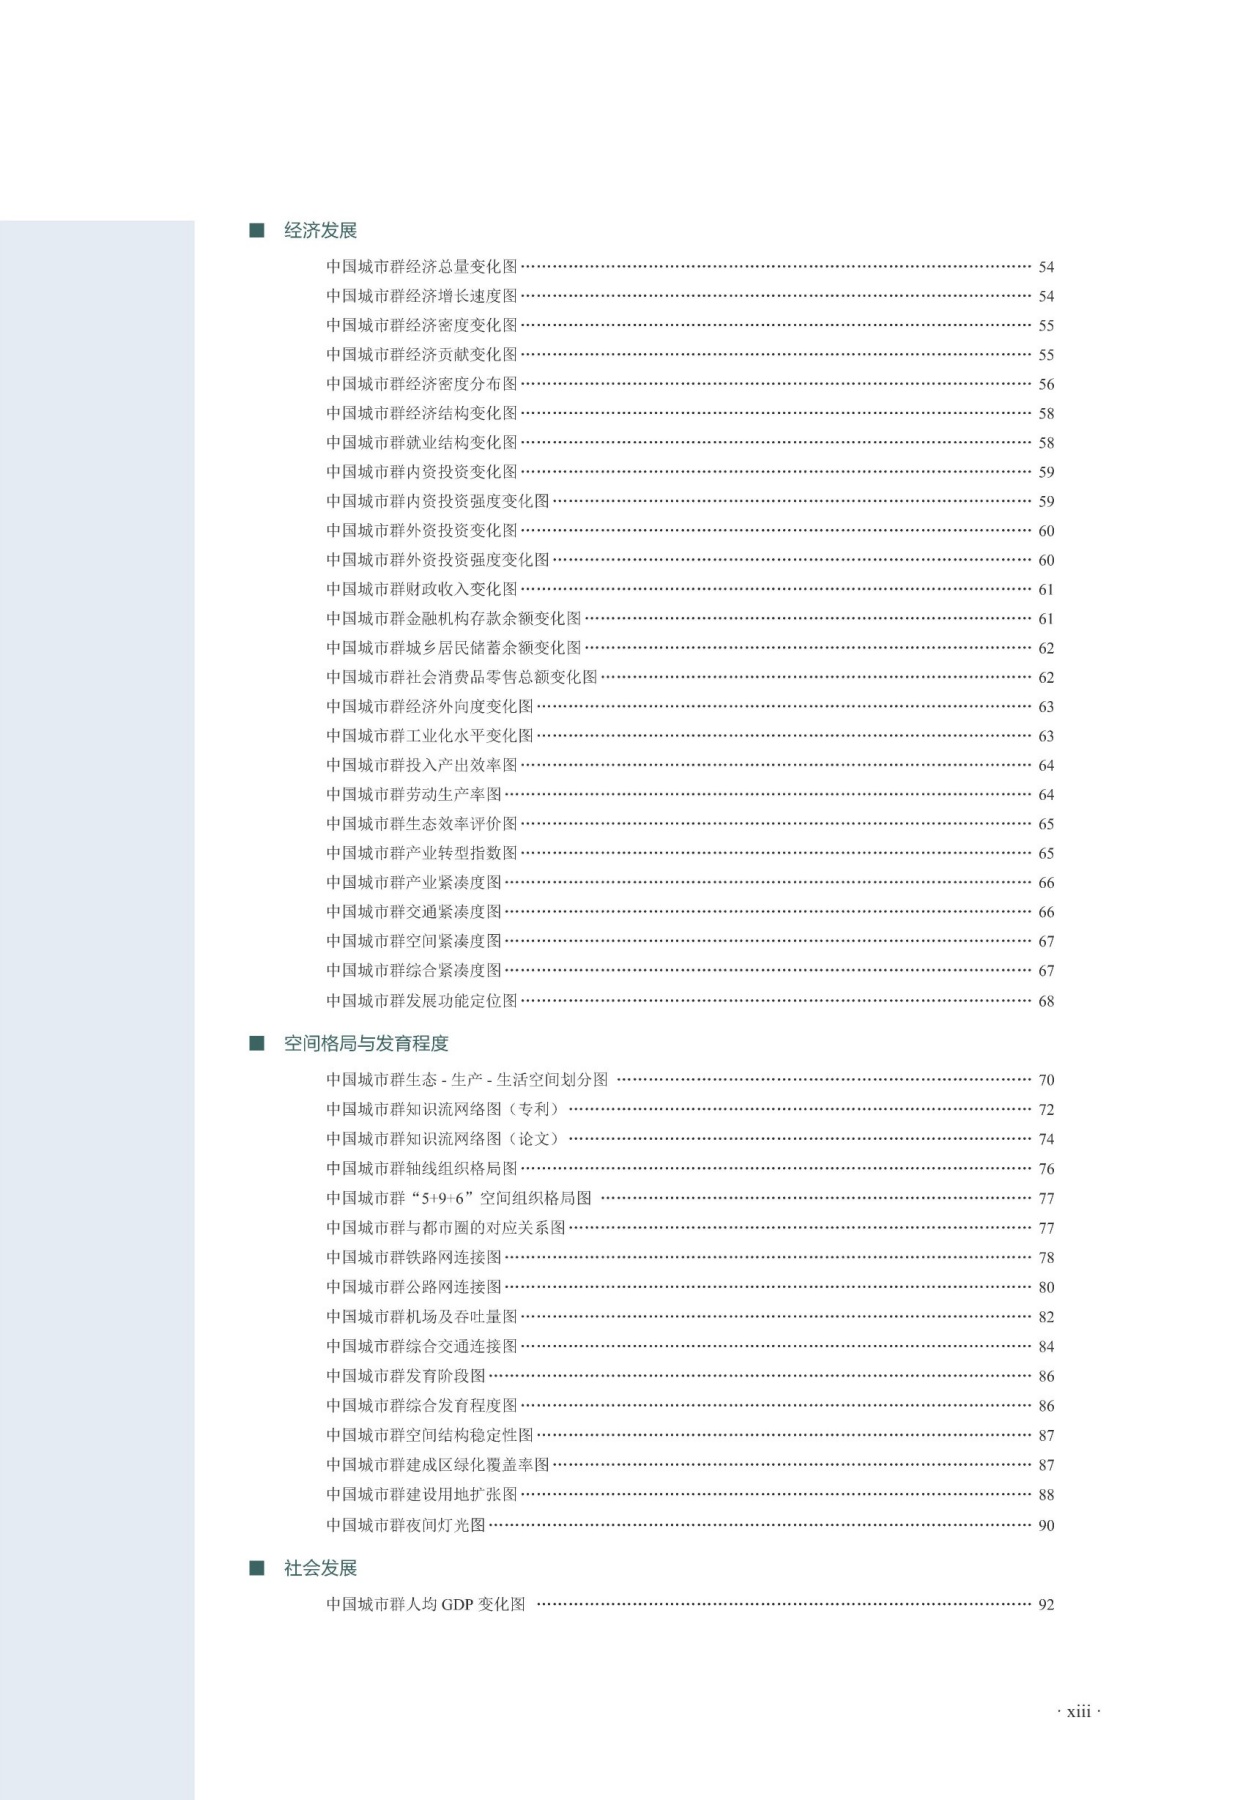 ■ 经济发展
中国城市群经济总量变化图 54
中国城市群经济增长速度图 54
中国城市群经济密度变化图 55
中国城市群经济贡献变化图 55
中国城市群经济密度分布图 56
中国城市群经济结构变化图 58
中国城市群就业结构变化图 58
中国城市群内资投资变化图 59
中国城市群内资投资强度变化图 59
中国城市群外资投资变化图 60
中国城市群外资投资强度变化图 60
中国城市群财政收入变化图 61
中国城市群金融机构存款余额变化图 61
中国城市群城乡居民储蓄余额变化图 62
中国城市群社会消费品零售总额变化图 62
中国城市群经济外向度变化图 63
中国城市群工业化水平变化图 63
中国城市群投入产出效率图 64
中国城市群劳动生产率图 64
中国城市群生态效率评价图 65
中国城市群产业转型指数图 65
中国城市群产业紧凑度图 66
中国城市群交通紧凑度图 66
中国城市群空间紧凑度图 67
中国城市群综合紧凑度图 67
中国城市群发展功能定位图 68
■ 空间格局与发育程度
中国城市群生态 - 生产 - 生活空间划分图 70
中国城市群知识流网络图（专利） 72
中国城市群知识流网络图（论文） 74
中国城市群轴线组织格局图 76
中国城市群“5+9+6”空间组织格局图 77
中国城市群与都市圈的对应关系图 77
中国城市群铁路网连接图 78
中国城市群公路网连接图 80
中国城市群机场及吞吐量图 82
中国城市群综合交通连接图 84
中国城市群发育阶段图 86
中国城市群综合发育程度图 86
中国城市群空间结构稳定性图 87
中国城市群建成区绿化覆盖率图 87
中国城市群建设用地扩张图 88
中国城市群夜间灯光图 90
■ 社会发展
中国城市群人均 GDP 变化图 92
· xiii ·